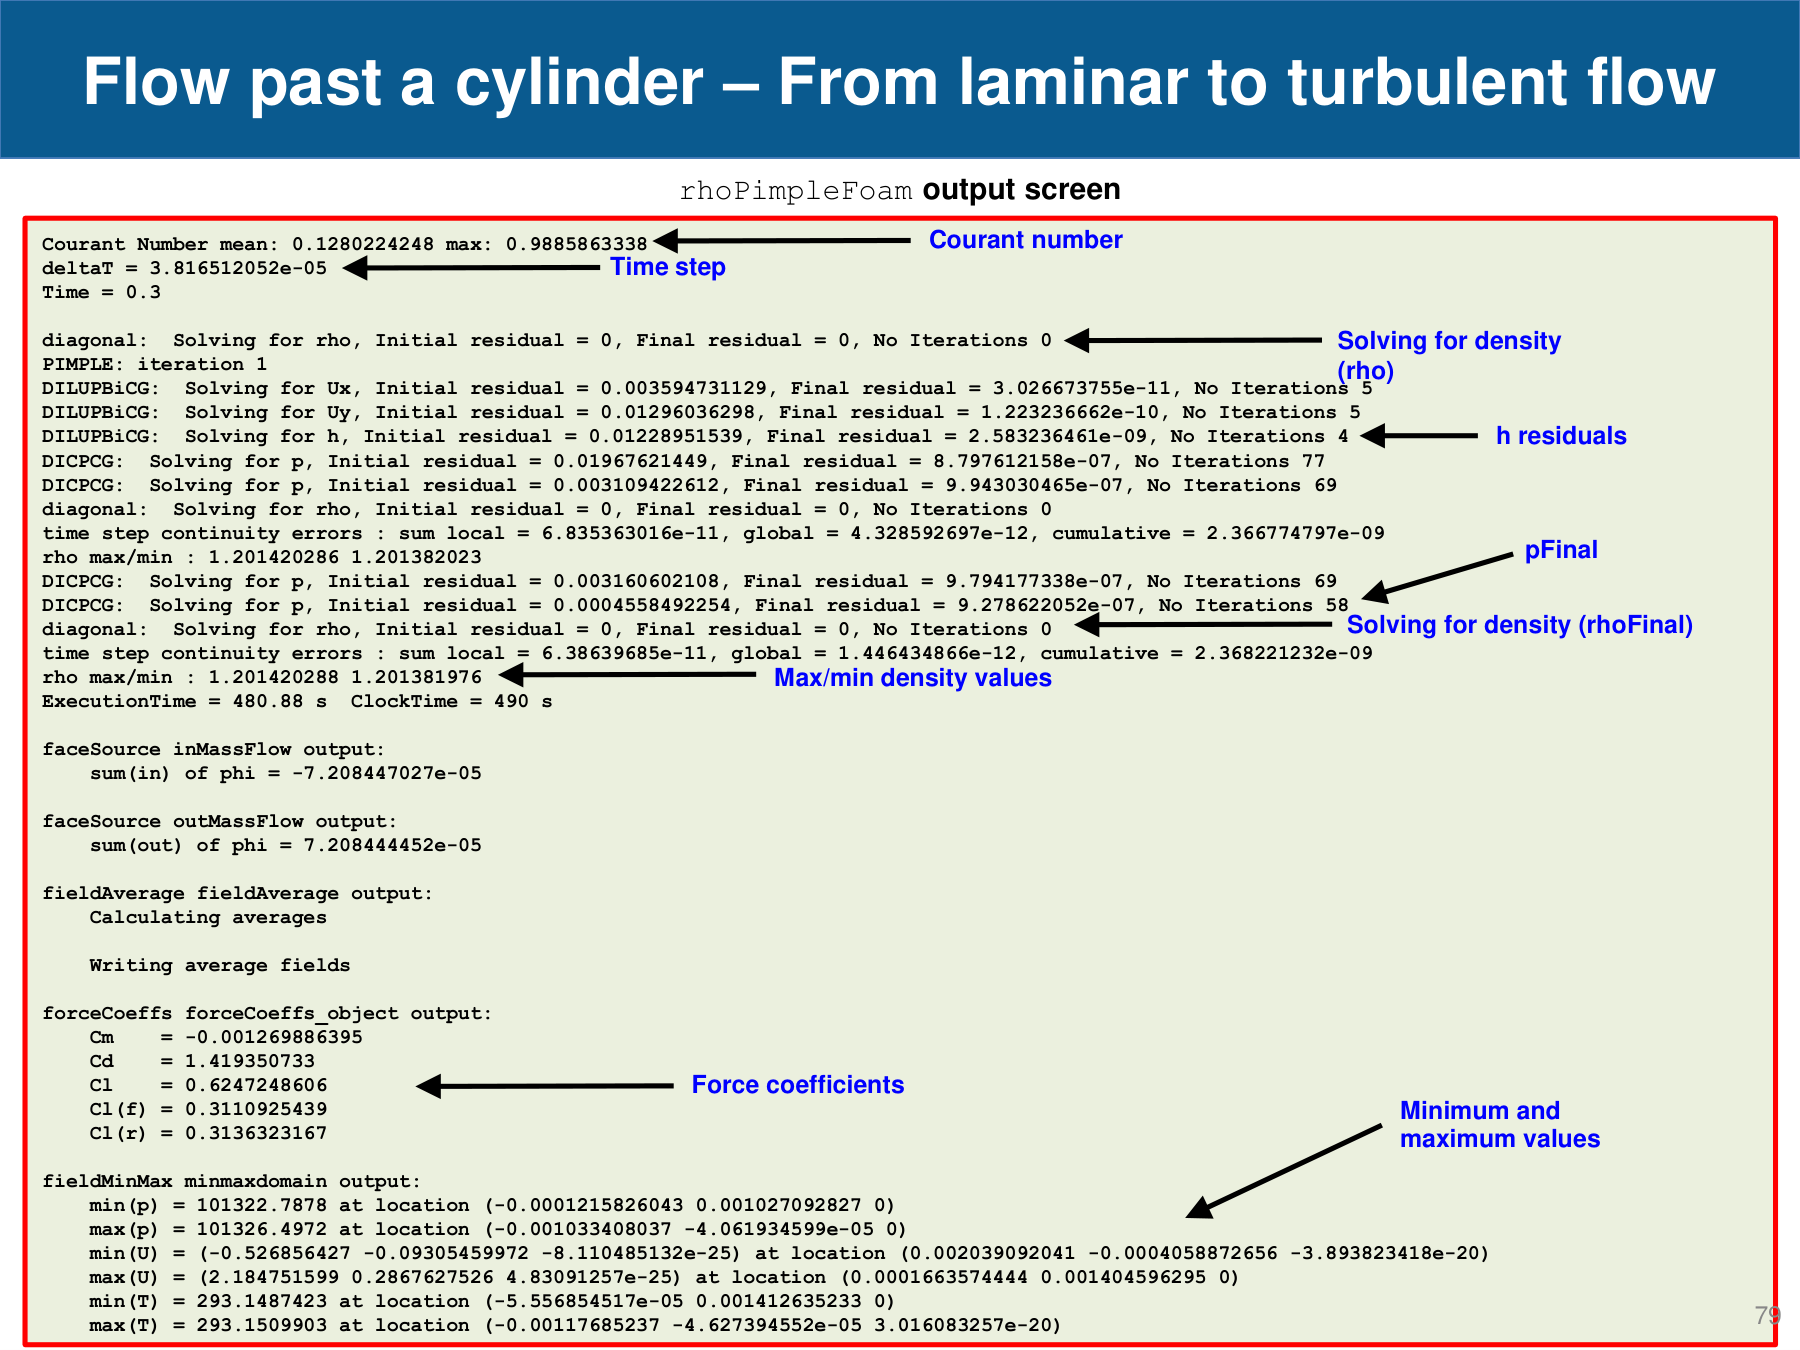 Flow past a cylinder – From laminar to turbulent flow
rhoPimpleFoam output screen
Courant Number mean: 0.1280224248 max: 0.9885863338
Courant number
deltaT = 3.816512052e-05
Time step
Time = 0.3
diagonal:  Solving for rho, Initial residual = 0, Final residual = 0, No Iterations 0
Solving for density
(rho)
PIMPLE: iteration 1
DILUPBiCG:  Solving for Ux, Initial residual = 0.003594731129, Final residual = 3.026673755e-11, No Iterations 5
DILUPBiCG:  Solving for Uy, Initial residual = 0.01296036298, Final residual = 1.223236662e-10, No Iterations 5
DILUPBiCG:  Solving for h, Initial residual = 0.01228951539, Final residual = 2.583236461e-09, No Iterations 4
h residuals
DICPCG:  Solving for p, Initial residual = 0.01967621449, Final residual = 8.797612158e-07, No Iterations 77
DICPCG:  Solving for p, Initial residual = 0.003109422612, Final residual = 9.943030465e-07, No Iterations 69
diagonal:  Solving for rho, Initial residual = 0, Final residual = 0, No Iterations 0
time step continuity errors : sum local = 6.835363016e-11, global = 4.328592697e-12, cumulative = 2.366774797e-09
rho max/min : 1.201420286 1.201382023
pFinal
DICPCG:  Solving for p, Initial residual = 0.003160602108, Final residual = 9.794177338e-07, No Iterations 69
DICPCG:  Solving for p, Initial residual = 0.0004558492254, Final residual = 9.278622052e-07, No Iterations 58
diagonal:  Solving for rho, Initial residual = 0, Final residual = 0, No Iterations 0
Solving for density (rhoFinal)
time step continuity errors : sum local = 6.38639685e-11, global = 1.446434866e-12, cumulative = 2.368221232e-09
rho max/min : 1.201420288 1.201381976
Max/min density values
ExecutionTime = 480.88 s  ClockTime = 490 s
faceSource inMassFlow output:
sum(in) of phi = -7.208447027e-05
faceSource outMassFlow output:
sum(out) of phi = 7.208444452e-05
fieldAverage fieldAverage output:
Calculating averages
Writing average fields
forceCoeffs forceCoeffs_object output:
Cm    = -0.001269886395
Cd    = 1.419350733
Cl    = 0.6247248606
Force coefficients
Cl(f) = 0.3110925439
Cl(r) = 0.3136323167
Minimum and
maximum values
fieldMinMax minmaxdomain output:
min(p) = 101322.7878 at location (-0.0001215826043 0.001027092827 0)
max(p) = 101326.4972 at location (-0.001033408037 -4.061934599e-05 0)
min(U) = (-0.526856427 -0.09305459972 -8.110485132e-25) at location (0.002039092041 -0.0004058872656 -3.893823418e-20)
max(U) = (2.184751599 0.2867627526 4.83091257e-25) at location (0.0001663574444 0.001404596295 0)
min(T) = 293.1487423 at location (-5.556854517e-05 0.001412635233 0)
max(T) = 293.1509903 at location (-0.00117685237 -4.627394552e-05 3.016083257e-20)
79